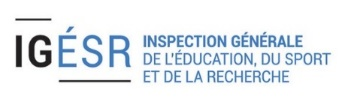 IGÉSR
INSPECTION GÉNÉRALE
DE L'ÉDUCATION, DU SPORT
ET DE LA RECHERCHE